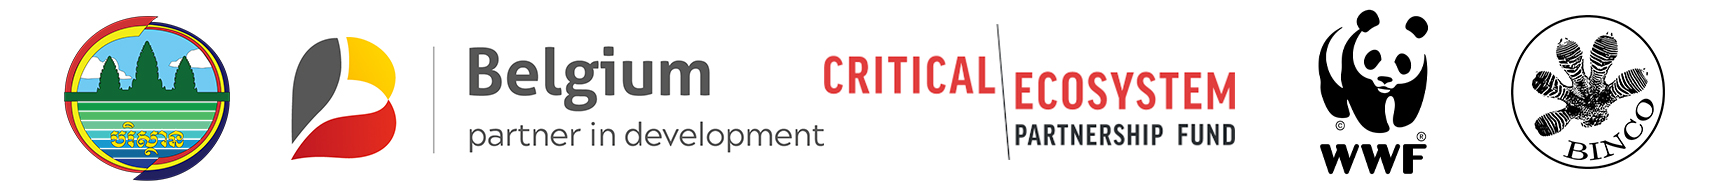 បរិស្ថាន
Belgium
partner in development
CRITICAL
ECOSYSTEM
PARTNERSHIP FUND
©
®
WWF
BINCO